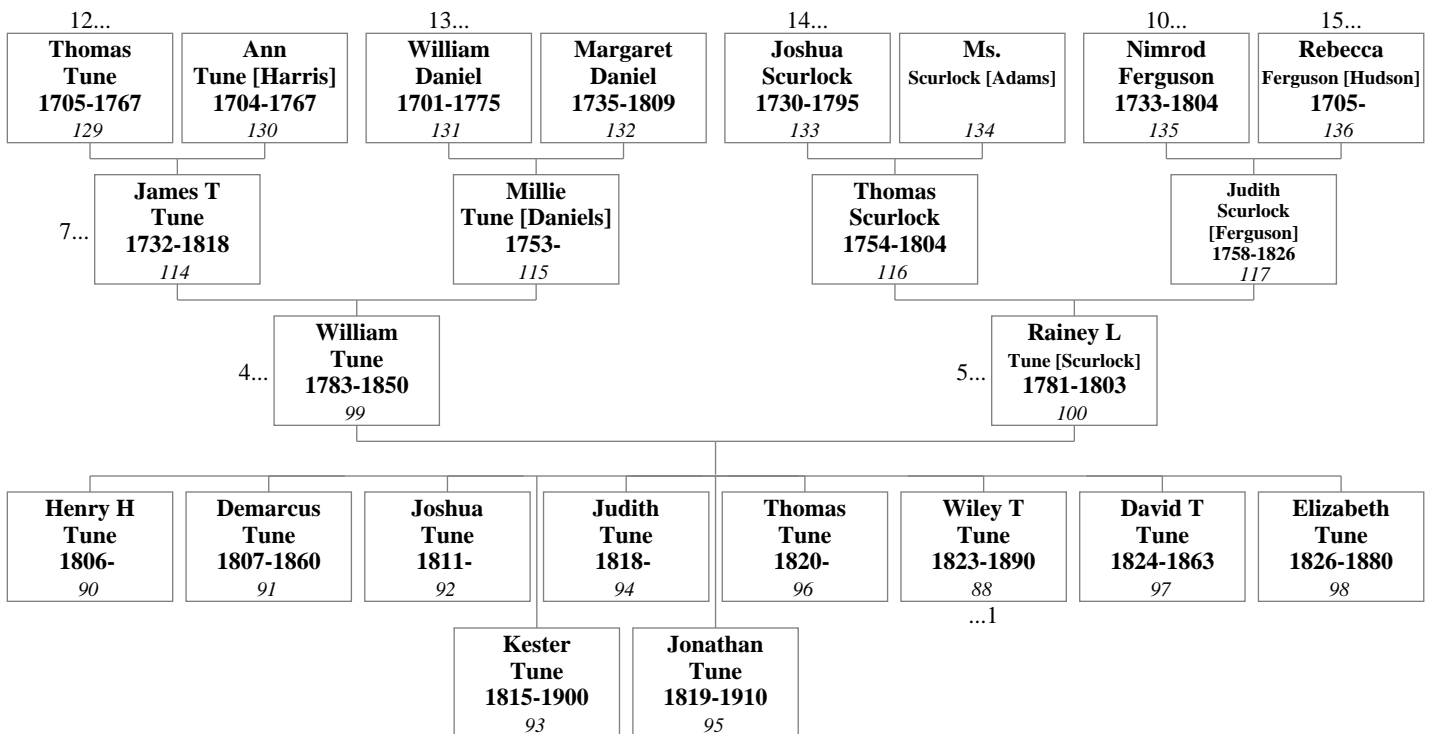 12...
13...
14...
10...
15...
Thomas
Tune
1705-1767
129
Ann
Tune [Harris]
1704-1767
130
William
Daniel
1701-1775
131
Margaret
Daniel
1735-1809
132
Joshua
Scurlock
1730-1795
133
Ms.
Scurlock [Adams]
134
Nimrod
Ferguson
1733-1804
135
Rebecca
Ferguson [Hudson]
1705-
136
7...
James T
Tune
1732-1818
114
Millie
Tune [Daniels]
1753-
115
Thomas
Scurlock
1754-1804
116
Judith
Scurlock
[Ferguson]
1758-1826
117
4...
William
Tune
1783-1850
99
5...
Rainey L
Tune [Scurlock]
1781-1803
100
Henry H
Tune
1806-
90
Demarcus
Tune
1807-1860
91
Joshua
Tune
1811-
92
Judith
Tune
1818-
94
Thomas
Tune
1820-
96
Wiley T
Tune
1823-1890
88
...1
David T
Tune
1824-1863
97
Elizabeth
Tune
1826-1880
98
Kester
Tune
1815-1900
93
Jonathan
Tune
1819-1910
95